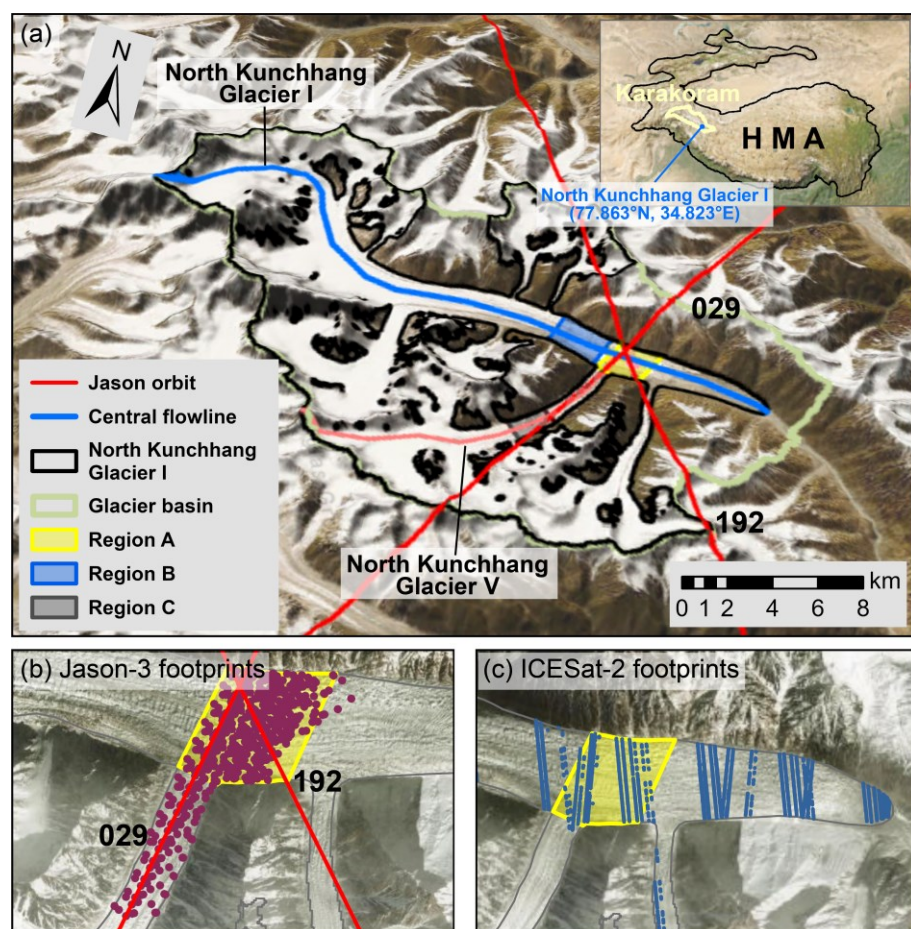 (a)
N
North Kunchhang
Glacier I
Karakoram
HMA
North Kunchhang Glacier I
(77.863°N, 34.823°E)
029
192
North Kunchhang
Glacier V
Jason orbit
Central flowline
North Kunchhang
Glacier I
Glacier basin
Region A
Region B
Region C
km
0 1 2 4 6 8
(b) Jason-3 footprints
029
192
(c) ICESat-2 footprints